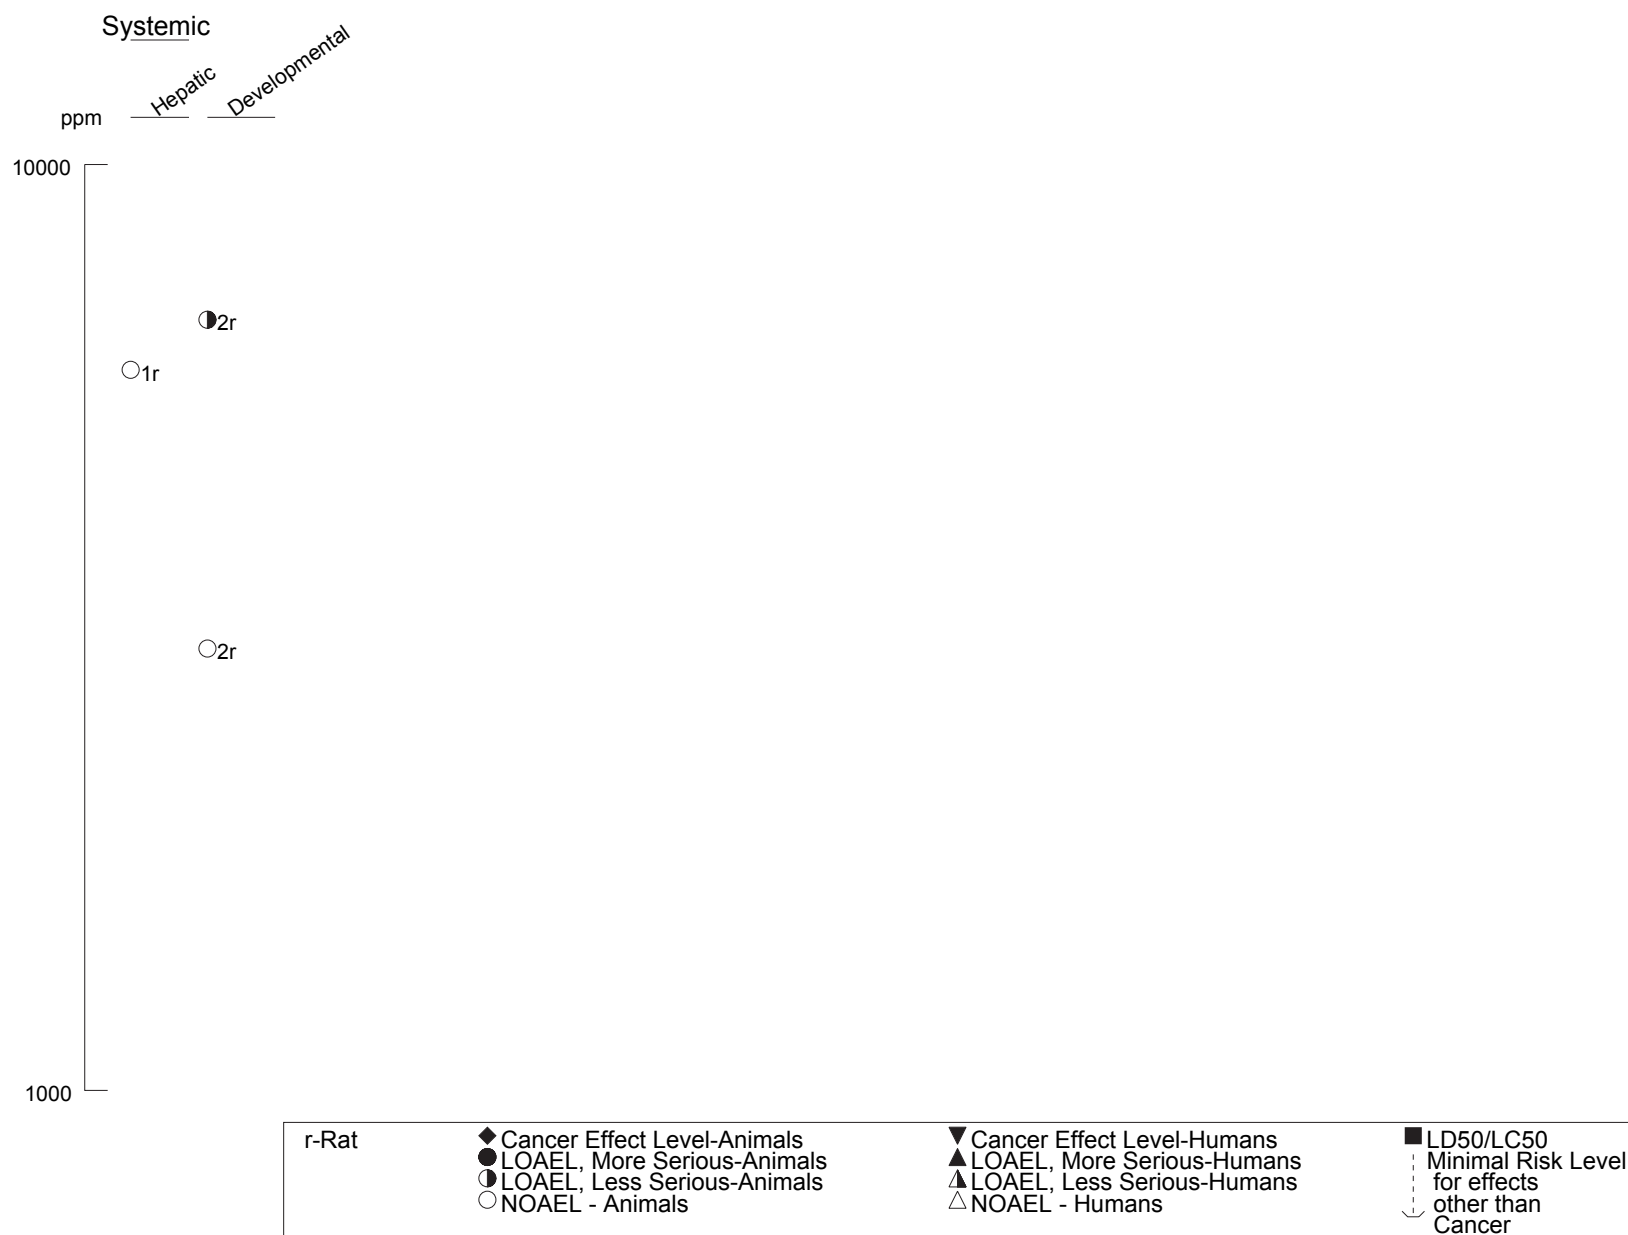 Systemic
Hepatic
Developmental
ppm
10000
2r
1r
2r
1000
r-Rat
Cancer Effect Level-Animals
LOAEL, More Serious-Animals
LOAEL, Less Serious-Animals
NOAEL - Animals
Cancer Effect Level-Humans
LOAEL, More Serious-Humans
LOAEL, Less Serious-Humans
NOAEL - Humans
LD50/LC50
Minimal Risk Level
for effects
other than
Cancer